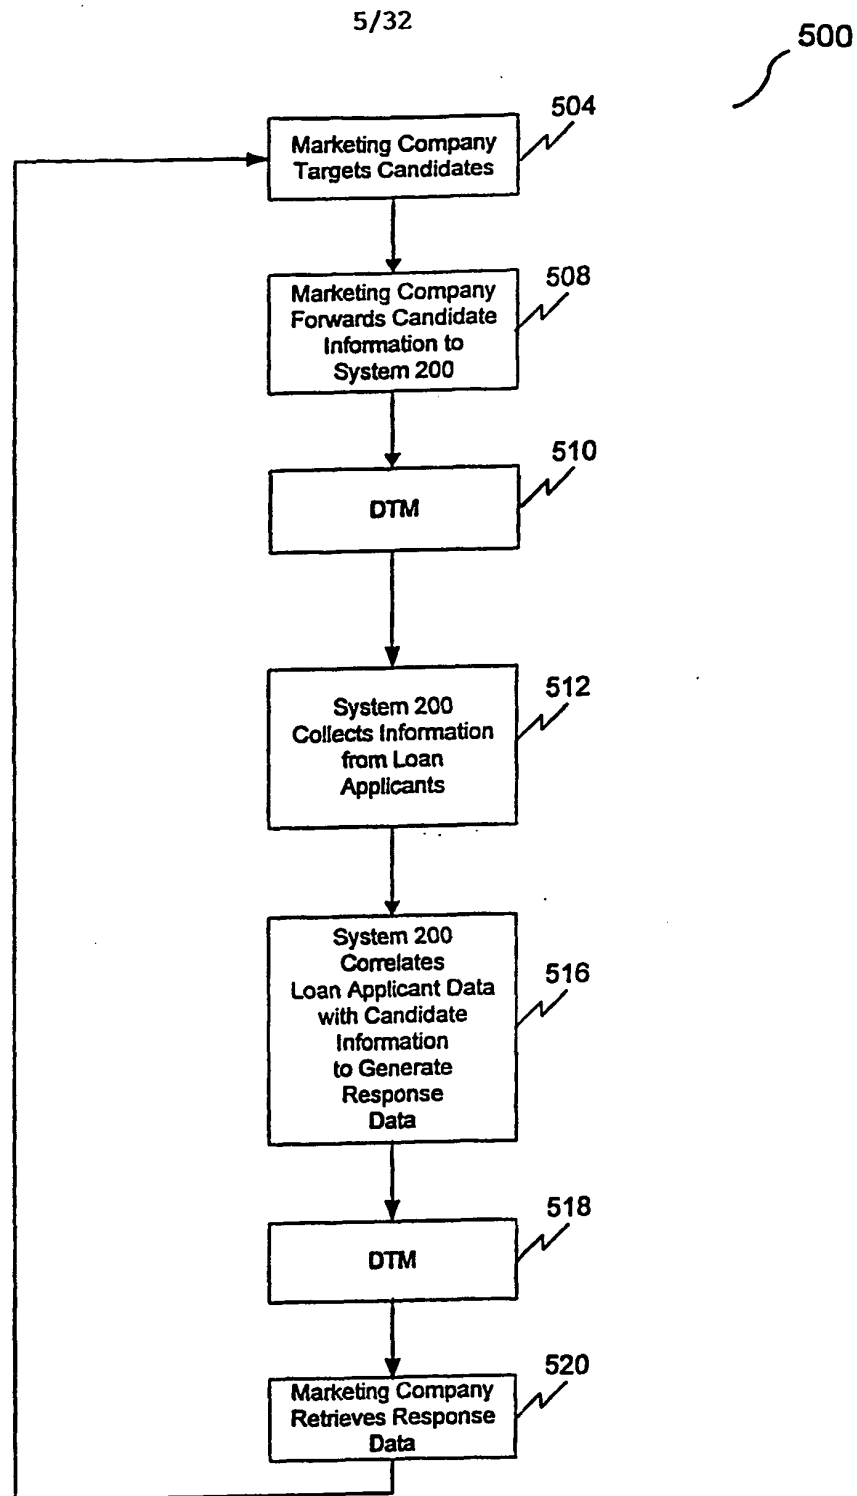 5/32
500
504
Marketing Company
Targets Candidates
508
Marketing Company
Forwards Candidate
Information to
System 200
510
DTM
512
System 200
Collects Information
from Loan
Applicants
516
System 200
Correlates
Loan Applicant Data
with Candidate
Information
to Generate
Response
Data
518
DTM
520
Marketing Company
Retrieves Response
Data